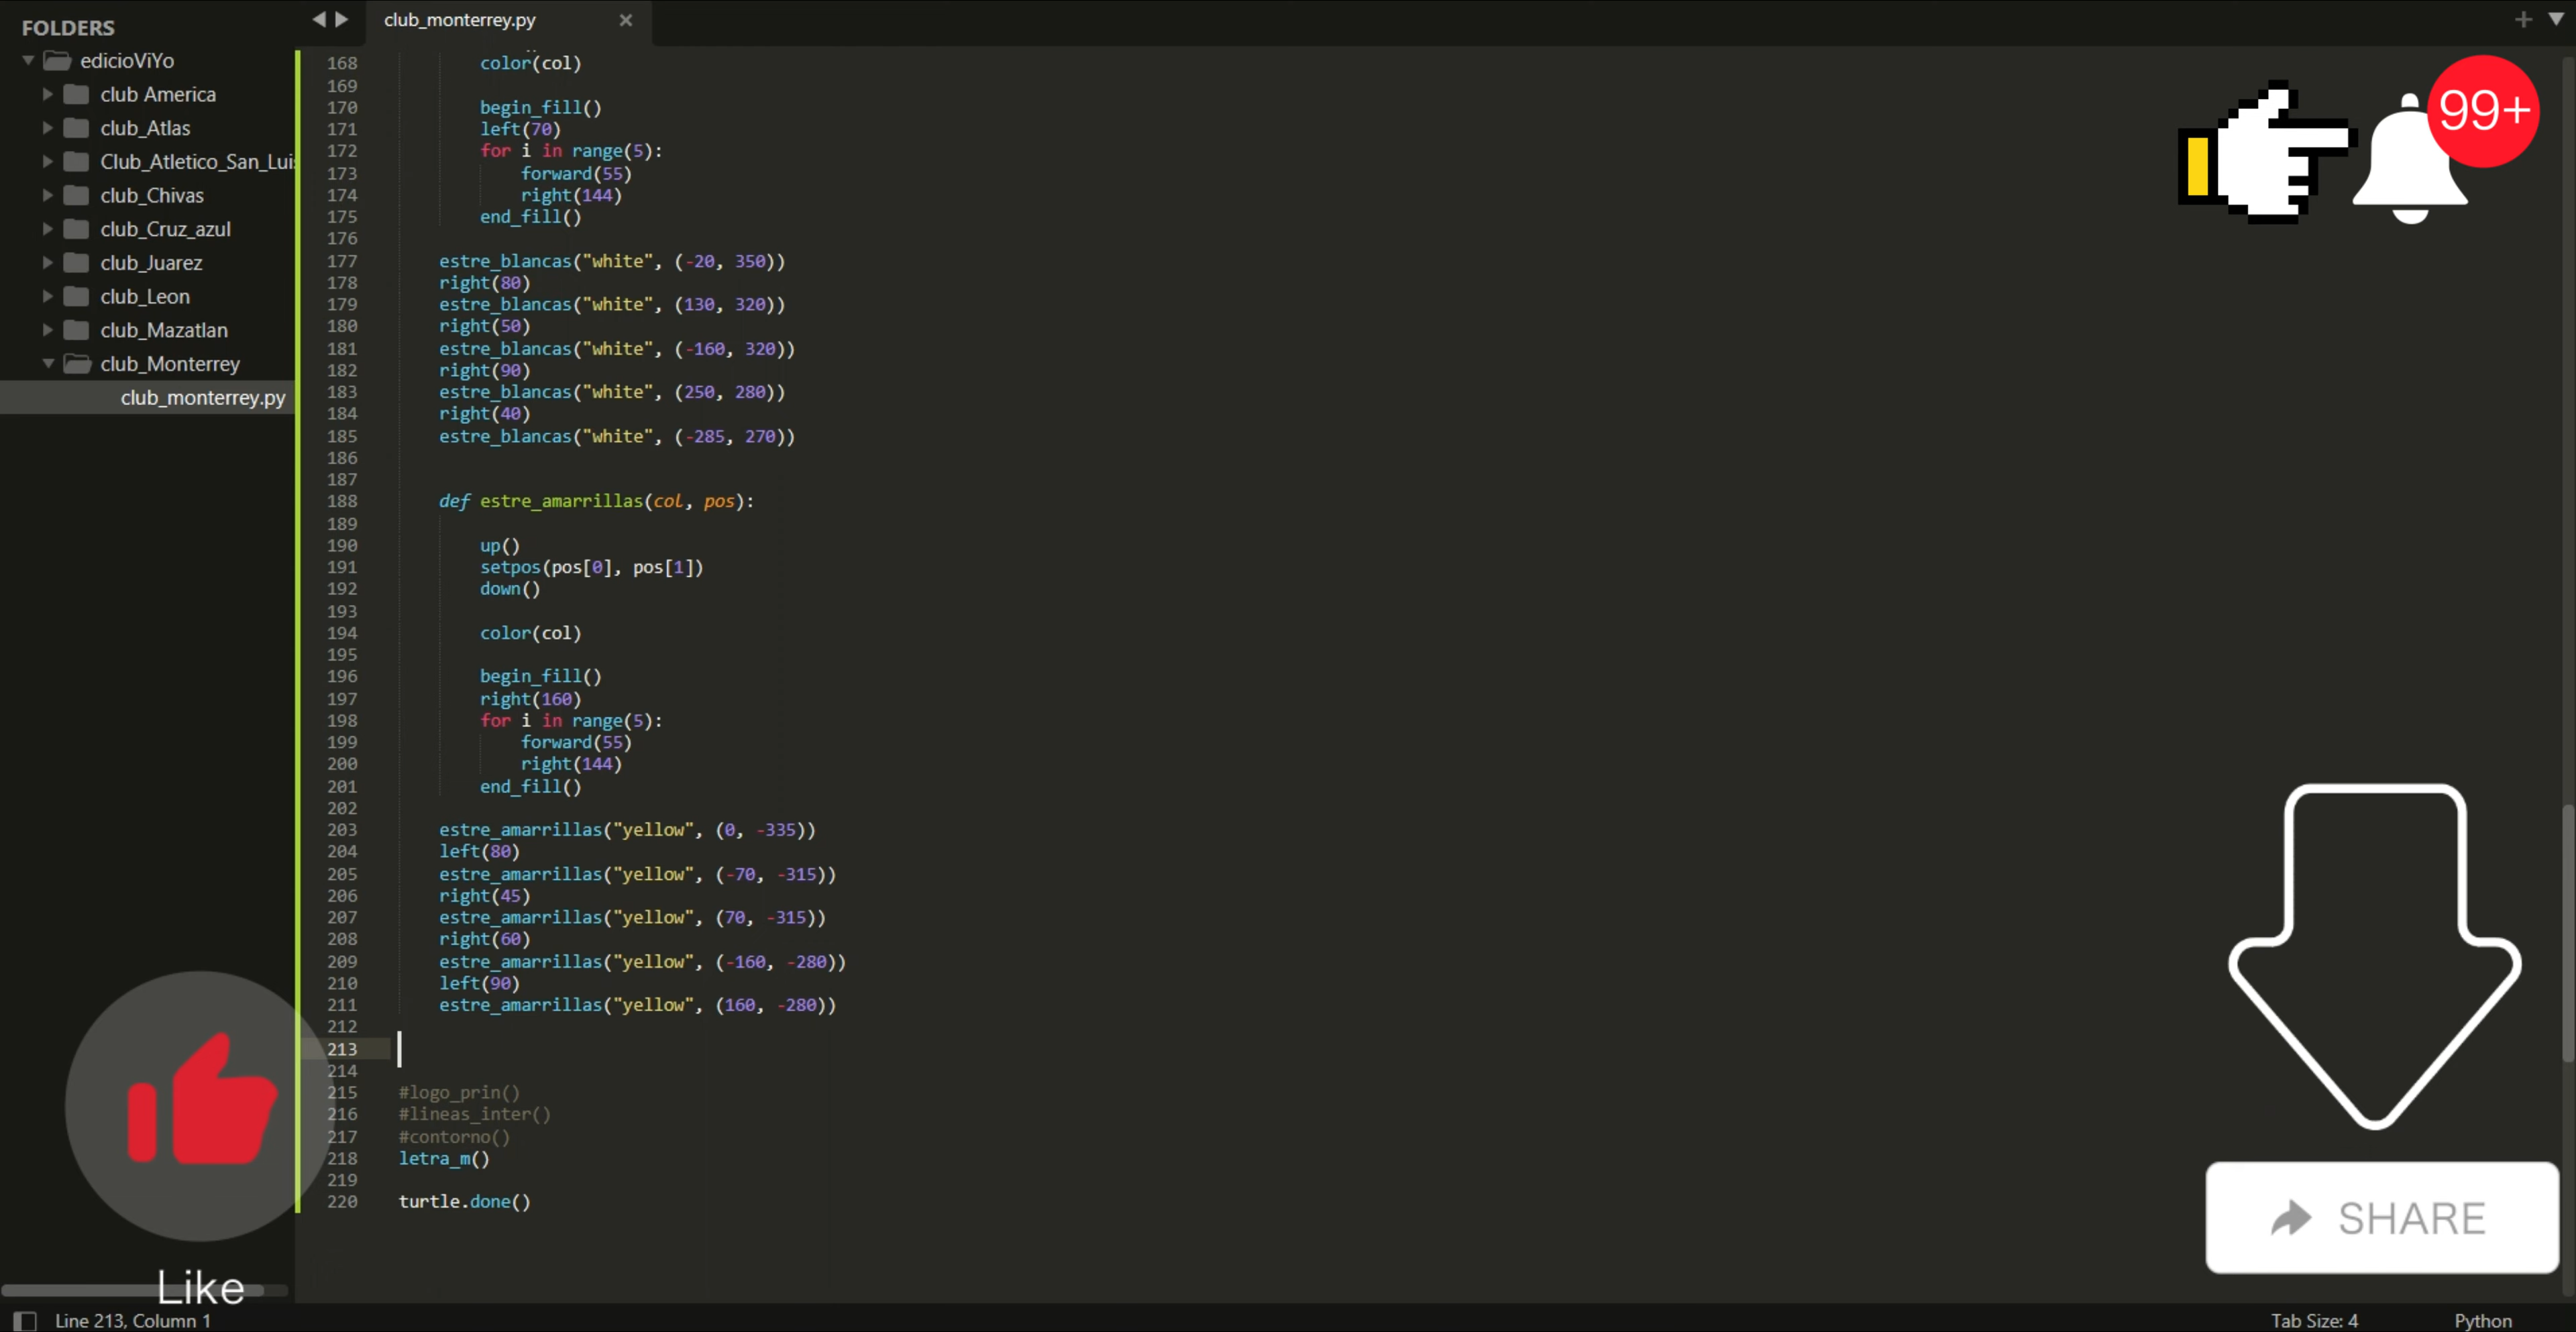 FOLDERS
edicioViYo
club America
club_Atlas
Club_Atletico_San_Luis
club_Chivas
club_Cruz_azul
club_Juarez
club_Leon
club_Mazatlan
club_Monterrey
club_monterrey.py
club_monterrey.py
99+
168 color(col)
169
170 begin_fill()
171 left(70)
172 for i in range(5):
173 forward(55)
174 right(144)
175 end_fill()
176
177 estre_blancas("white", (-20, 350))
178 right(80)
179 estre_blancas("white", (130, 320))
180 right(50)
181 estre_blancas("white", (-160, 320))
182 right(90)
183 estre_blancas("white", (250, 280))
184 right(40)
185 estre_blancas("white", (-285, 270))
186
187
188 def estre_amarrillas(col, pos):
189
190 up()
191 setpos(pos[0], pos[1])
192 down()
193
194 color(col)
195
196 begin_fill()
197 right(160)
198 for i in range(5):
199 forward(55)
200 right(144)
201 end_fill()
202
203 estre_amarrillas("yellow", (0, -335))
204 left(80)
205 estre_amarrillas("yellow", (-70, -315))
206 right(45)
207 estre_amarrillas("yellow", (70, -315))
208 right(60)
209 estre_amarrillas("yellow", (-160, -280))
210 left(90)
211 estre_amarrillas("yellow", (160, -280))
212
213
214
215 #logo_prin()
216 #lineas_inter()
217 #contorno()
218 letra_m()
219
220 turtle.done()
SHARE
Like
Line 213, Column 1
Tab Size: 4
Python